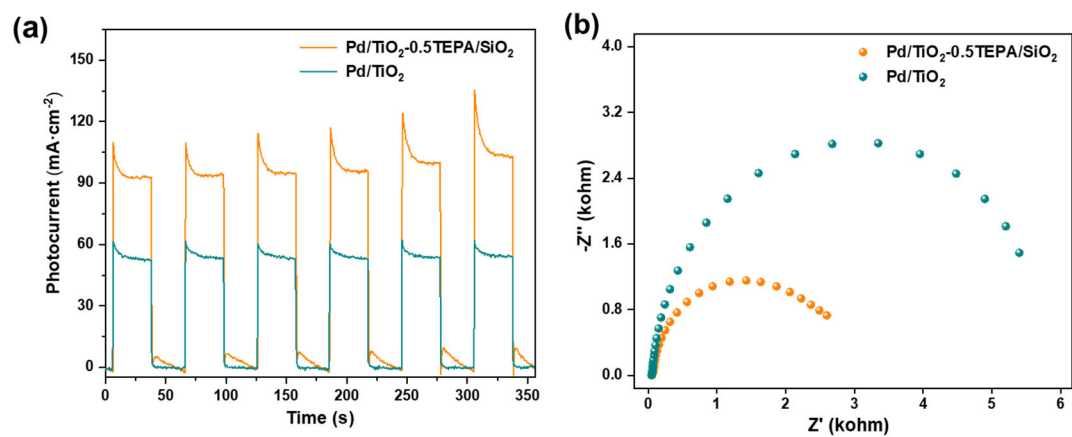 (a)
Pd/TiO₂-0.5TEPA/SiO₂
Pd/TiO₂
150
120
90
60
30
0
Photocurrent (mA·cm⁻²)
0 50 100 150 200 250 300 350
Time (s)
(b)
Pd/TiO₂-0.5TEPA/SiO₂
Pd/TiO₂
4.0
3.2
2.4
1.6
0.8
0.0
-Z'' (kohm)
0 1 2 3 4 5 6
Z' (kohm)